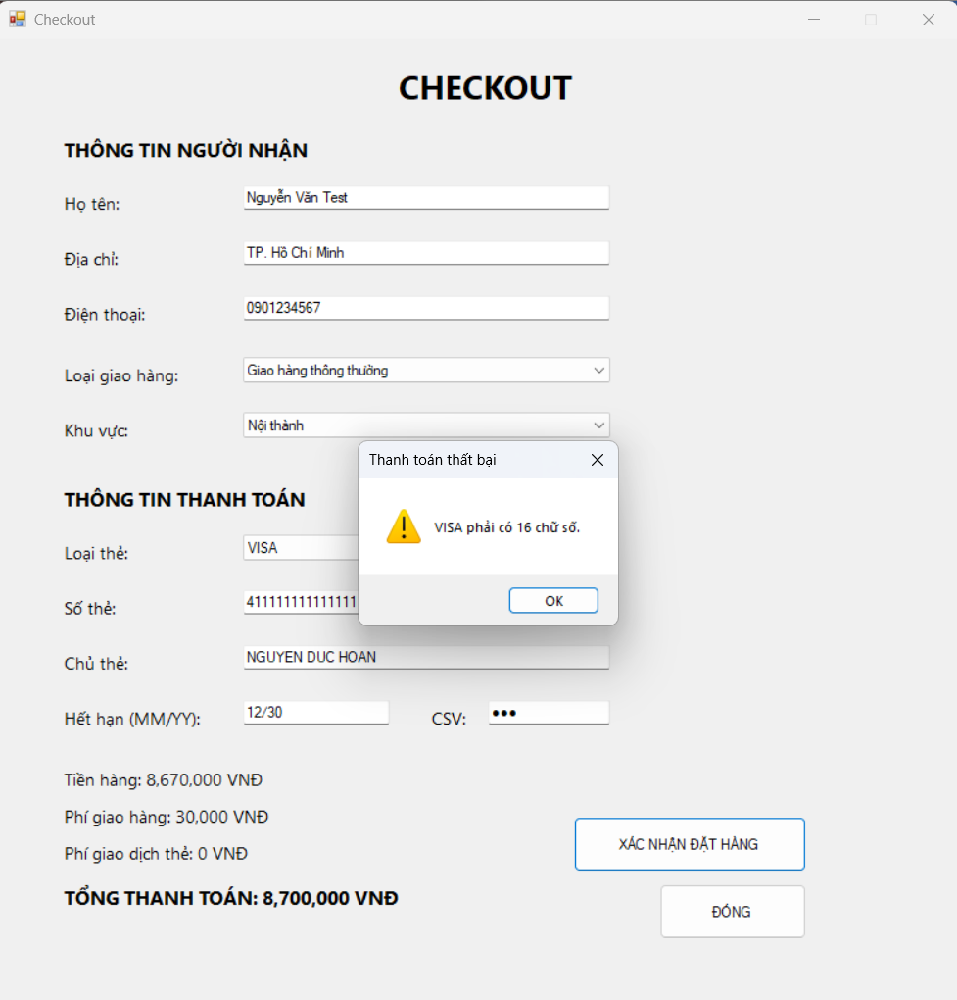 Checkout
CHECKOUT
THÔNG TIN NGƯỜI NHẬN
Họ tên: Nguyễn Văn Test
Địa chỉ: TP. Hồ Chí Minh
Điện thoại: 0901234567
Loại giao hàng: Giao hàng thông thường
Khu vực: Nội thành
Thanh toán thất bại
VISA phải có 16 chữ số.
OK
THÔNG TIN THANH TOÁN
Loại thẻ: VISA
Số thẻ: 411111111111111
Chủ thẻ: NGUYEN DUC HOAN
Hết hạn (MM/YY): 12/30 CSV: ●●●
Tiền hàng: 8,670,000 VNĐ
Phí giao hàng: 30,000 VNĐ
Phí giao dịch thẻ: 0 VNĐ
XÁC NHẬN ĐẶT HÀNG
TỔNG THANH TOÁN: 8,700,000 VNĐ
ĐÓNG